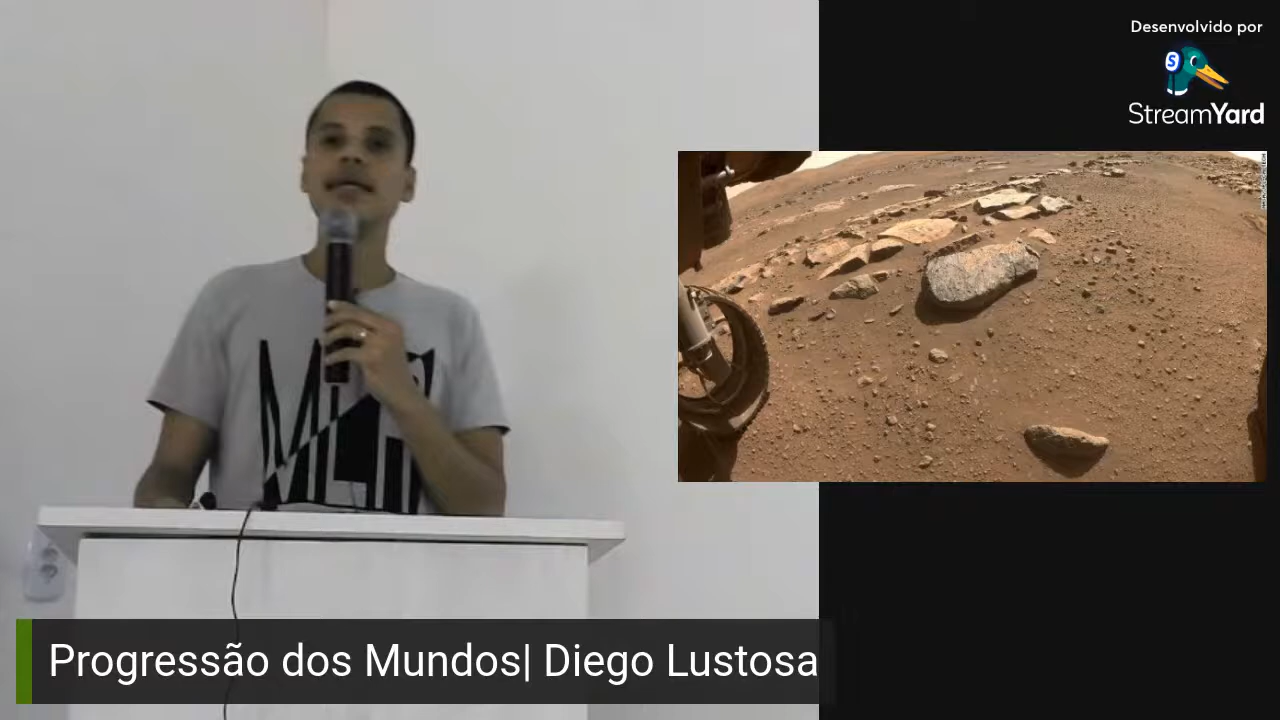 Desenvolvido por
StreamYard
Progressão dos Mundos| Diego Lustosa